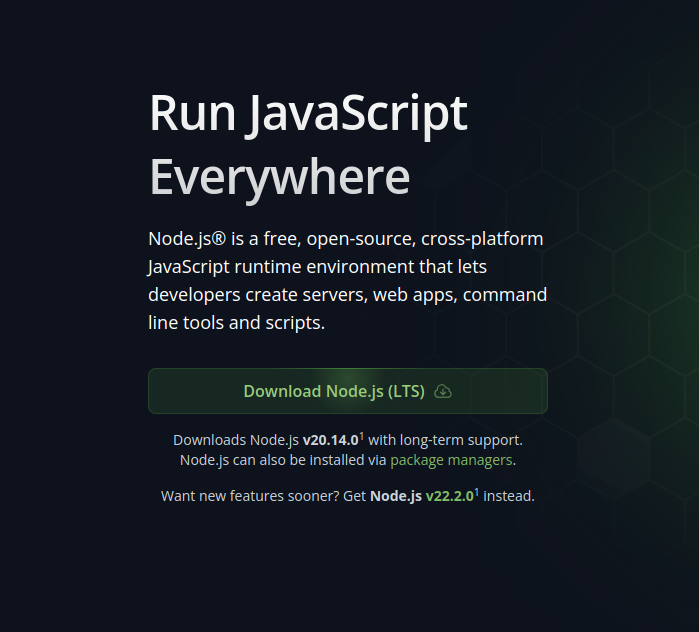 Run JavaScript
Everywhere
Node.js® is a free, open-source, cross-platform
JavaScript runtime environment that lets
developers create servers, web apps, command
line tools and scripts.
Download Node.js (LTS)
Downloads Node.js v20.14.0¹ with long-term support.
Node.js can also be installed via package managers.
Want new features sooner? Get Node.js v22.2.0¹ instead.